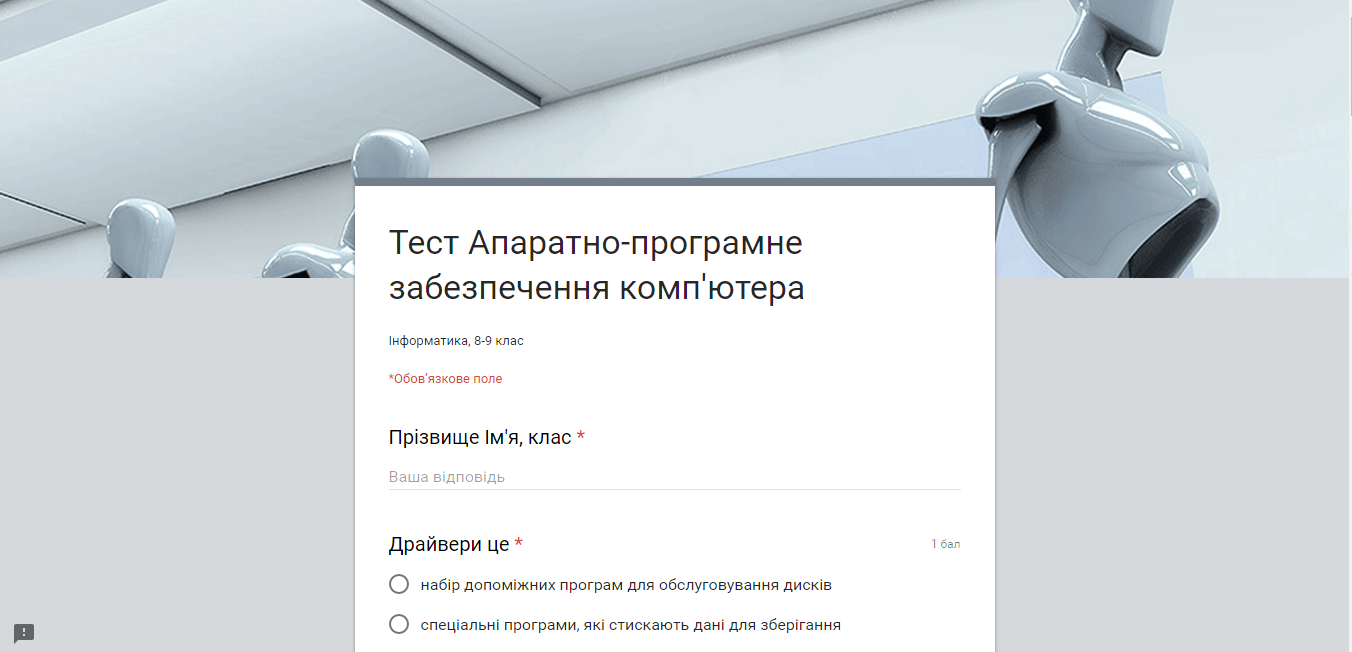 Тест Апаратно-програмне
забезпечення комп'ютера
Інформатика, 8-9 клас
*Обов’язкове поле
Прізвище Ім'я, клас *
Ваша відповідь
Драйвери це *
1 бал
набір допоміжних програм для обслуговування дисків
спеціальні програми, які стискають дані для зберігання